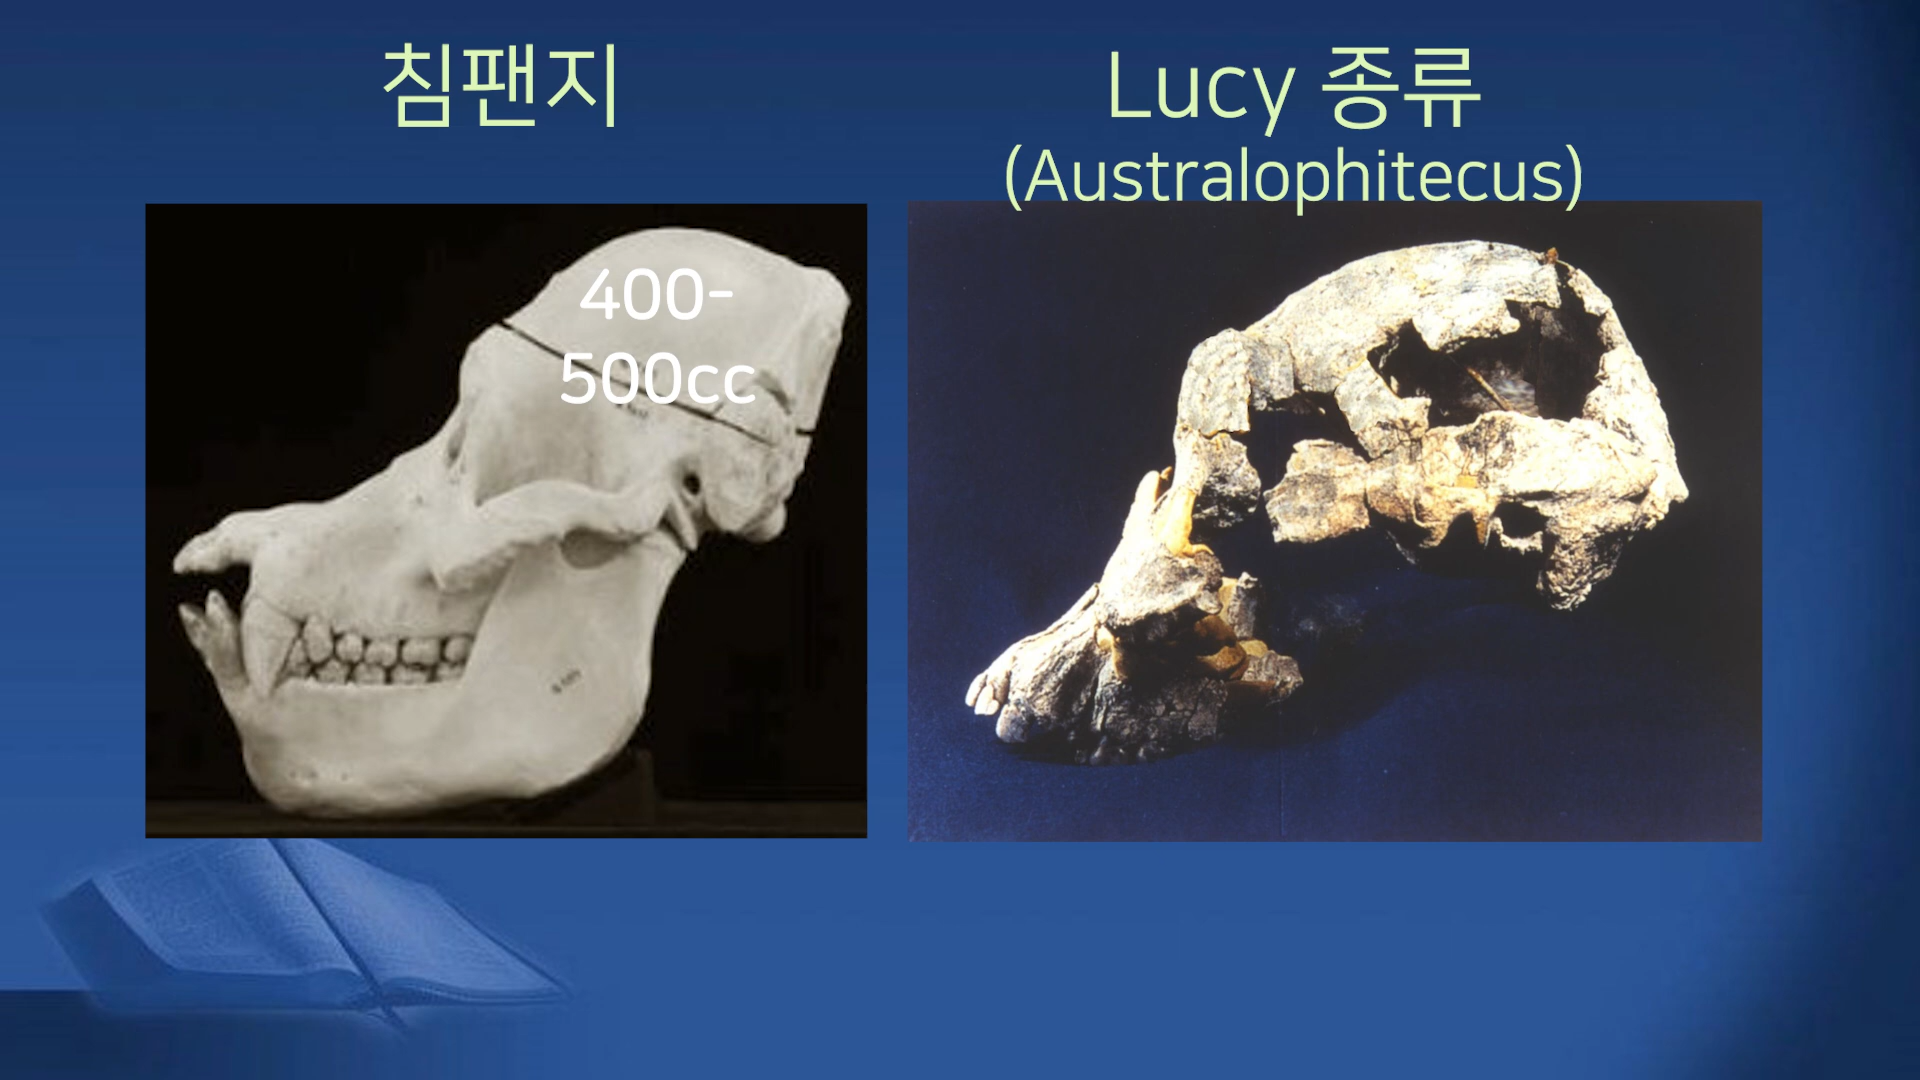 침팬지
Lucy 종류
(Australophitecus)
400-
500cc